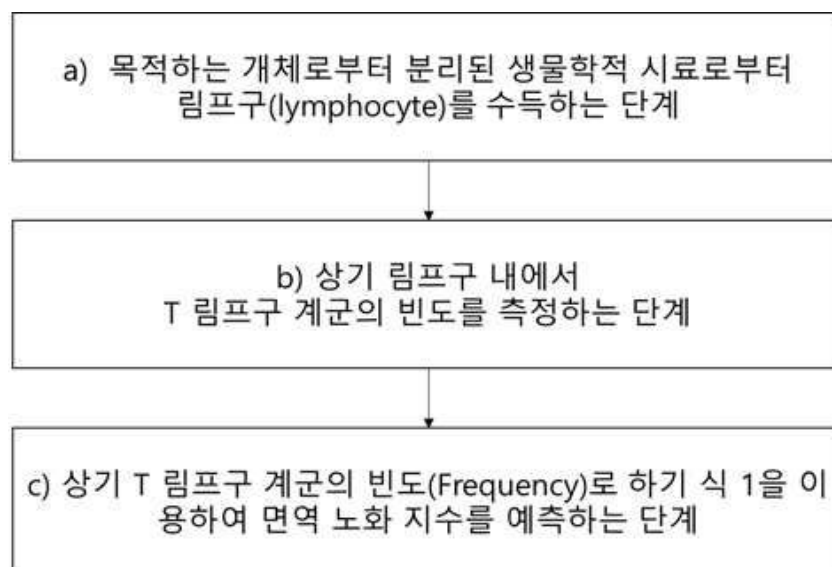 a) 목적하는 개체로부터 분리된 생물학적 시료로부터
림프구(lymphocyte)를 수득하는 단계
b) 상기 림프구 내에서
T 림프구 계군의 빈도를 측정하는 단계
c) 상기 T 림프구 계군의 빈도(Frequency)로 하기 식 1을 이
용하여 면역 노화 지수를 예측하는 단계